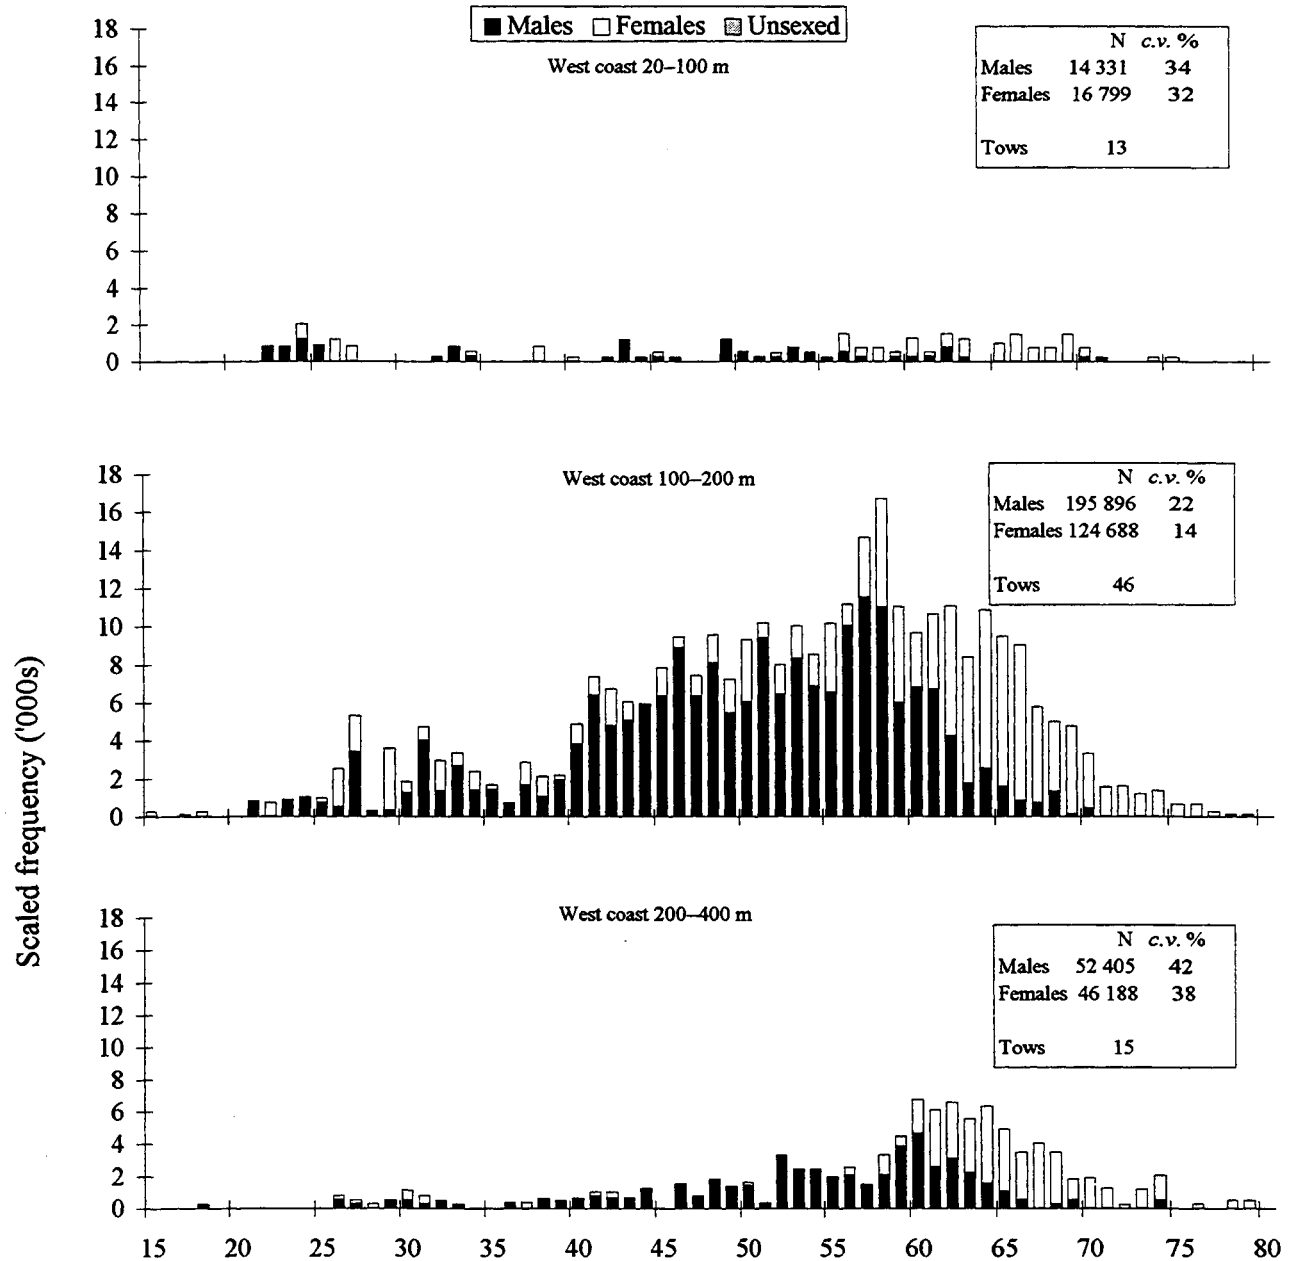 Males Females Unsexed
West coast 20–100 m
N c.v. %
Males 14 331 34
Females 16 799 32
Tows 13
18
16
14
12
10
8
6
4
2
0
West coast 100–200 m
N c.v. %
Males 195 896 22
Females 124 688 14
Tows 46
18
16
14
12
10
8
6
4
2
0
Scaled frequency ('000s)
West coast 200–400 m
N c.v. %
Males 52 405 42
Females 46 188 38
Tows 15
18
16
14
12
10
8
6
4
2
0
15 20 25 30 35 40 45 50 55 60 65 70 75 80